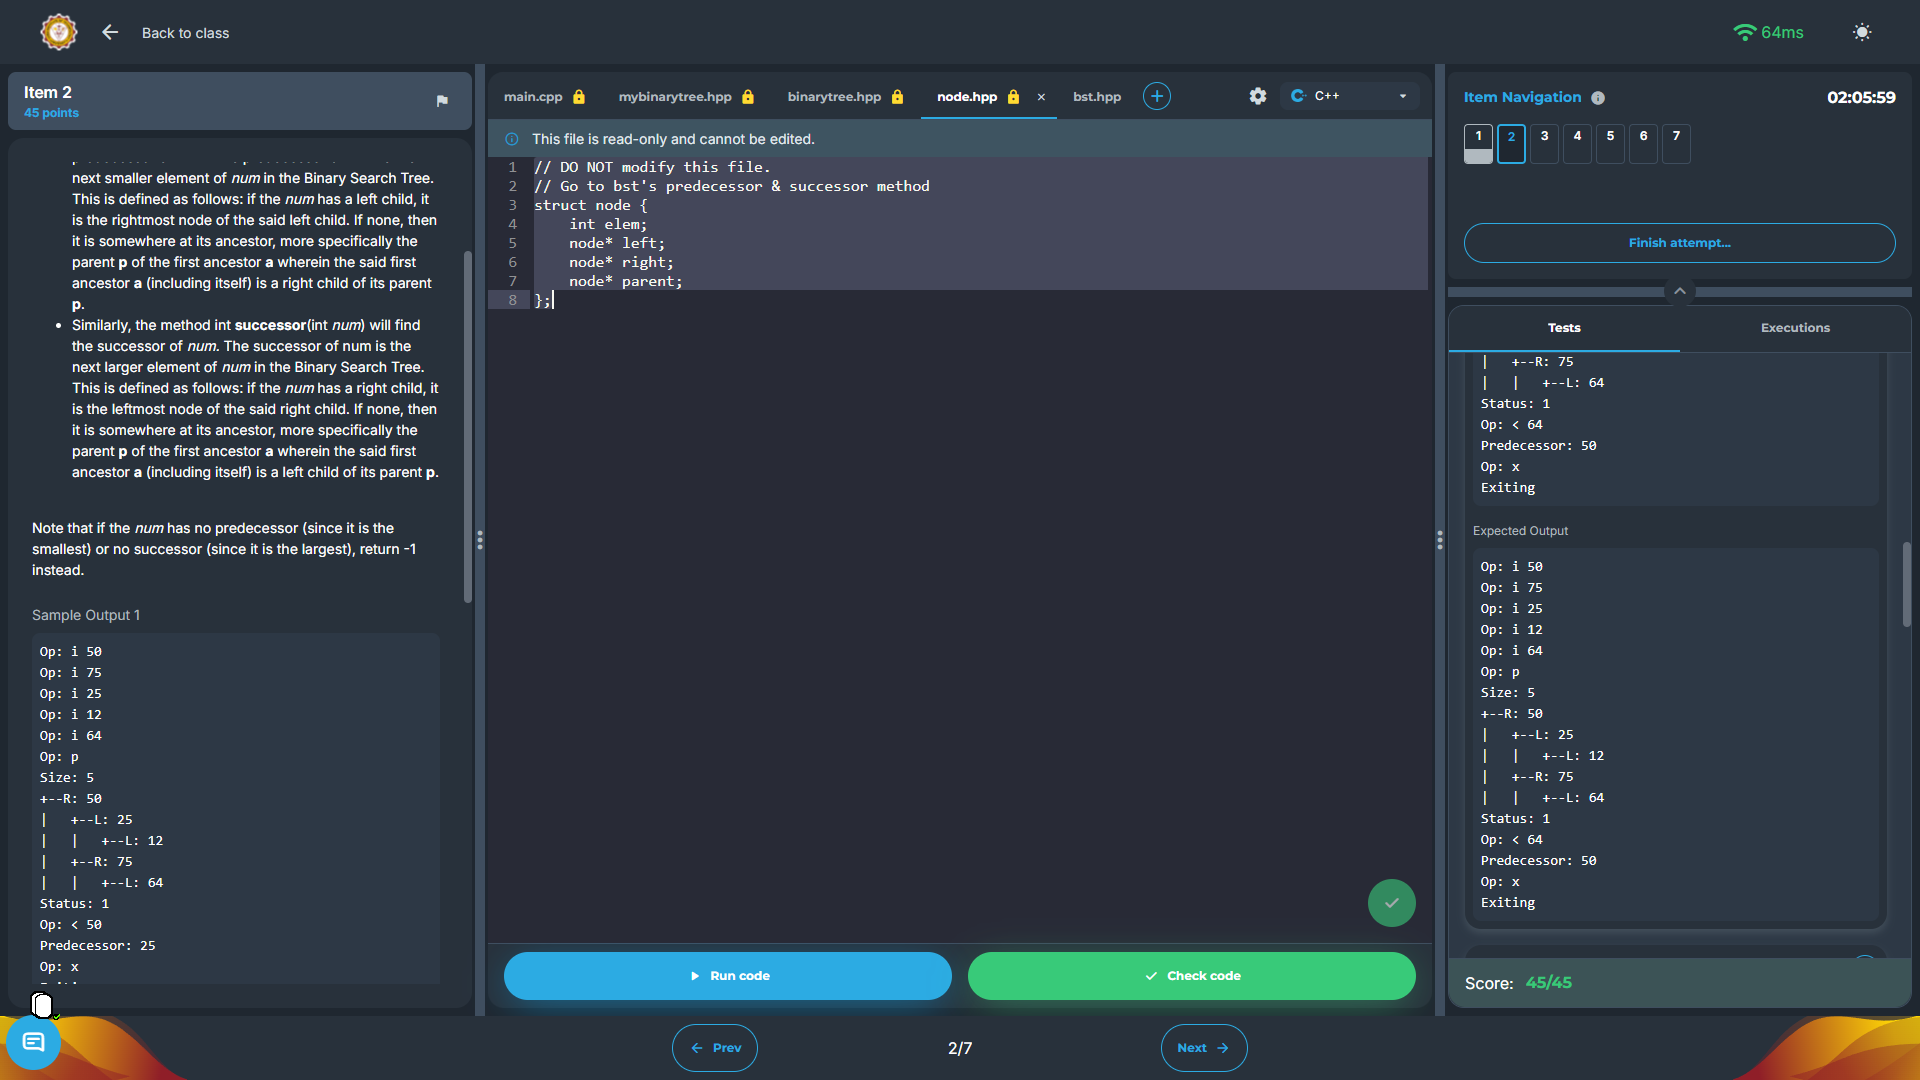 Back to class
64ms
Item 2
45 points
next smaller element of num in the Binary Search Tree.
This is defined as follows: if the num has a left child, it
is the rightmost node of the said left child. If none, then
it is somewhere at its ancestor, more specifically the
parent p of the first ancestor a wherein the said first
ancestor a (including itself) is a right child of its parent
p.
• Similarly, the method int successor(int num) will find
the successor of num. The successor of num is the
next larger element of num in the Binary Search Tree.
This is defined as follows: if the num has a right child, it
is the leftmost node of the said right child. If none, then
it is somewhere at its ancestor, more specifically the
parent p of the first ancestor a wherein the said first
ancestor a (including itself) is a left child of its parent p.
Note that if the num has no predecessor (since it is the
smallest) or no successor (since it is the largest), return -1
instead.
Sample Output 1
Op: i 50
Op: i 75
Op: i 25
Op: i 12
Op: i 64
Op: p
Size: 5
+--R: 50
|   +--L: 25
|   |   +--L: 12
|   +--R: 75
|   |   +--L: 64
Status: 1
Op: < 50
Predecessor: 25
Op: x
main.cpp mybinarytree.hpp binarytree.hpp node.hpp × bst.hpp + C++
This file is read-only and cannot be edited.
1 // DO NOT modify this file.
2 // Go to bst's predecessor & successor method
3 struct node {
4     int elem;
5     node* left;
6     node* right;
7     node* parent;
8 };
Run code
Check code
Item Navigation
02:05:59
1 2 3 4 5 6 7
Finish attempt...
Tests
Executions
|   +--R: 75
|   |   +--L: 64
Status: 1
Op: < 64
Predecessor: 50
Op: x
Exiting
Expected Output
Op: i 50
Op: i 75
Op: i 25
Op: i 12
Op: i 64
Op: p
Size: 5
+--R: 50
|   +--L: 25
|   |   +--L: 12
|   +--R: 75
|   |   +--L: 64
Status: 1
Op: < 64
Predecessor: 50
Op: x
Exiting
Score: 45/45
Prev
2/7
Next